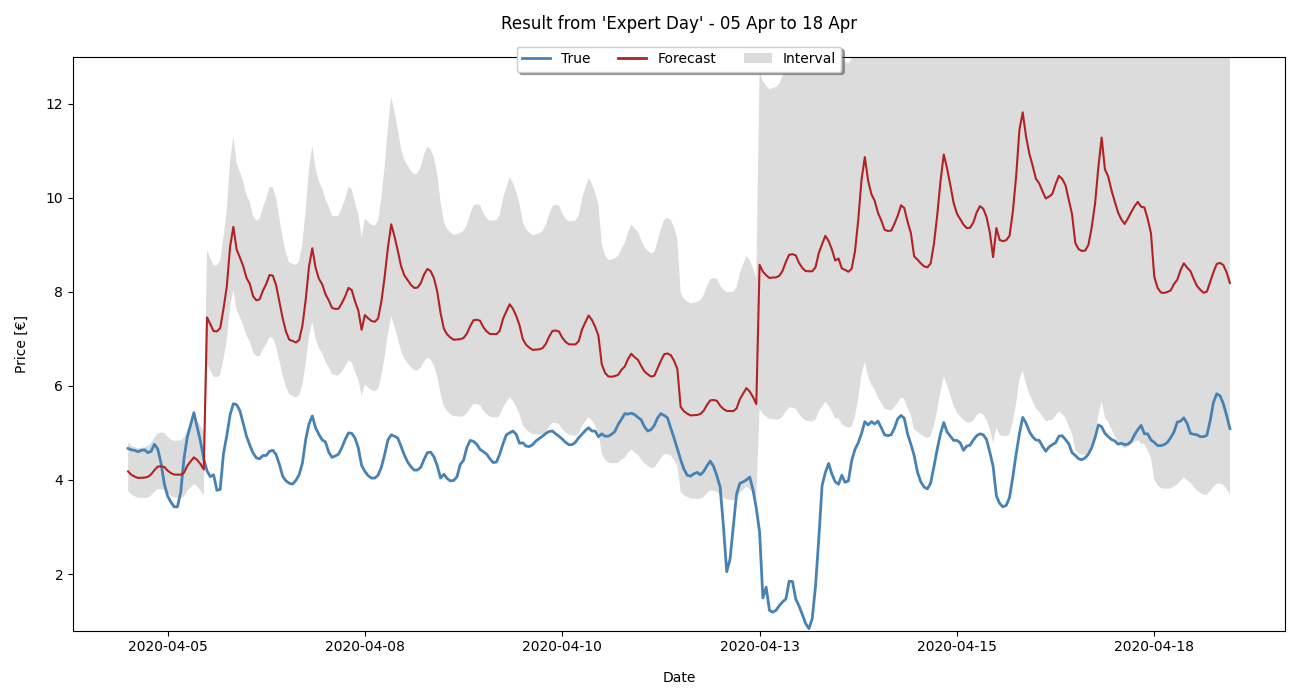 Result from 'Expert Day' - 05 Apr to 18 Apr
True Forecast Interval
12
10
8
6
4
2
Price [€]
2020-04-05 2020-04-08 2020-04-10 2020-04-13 2020-04-15 2020-04-18
Date